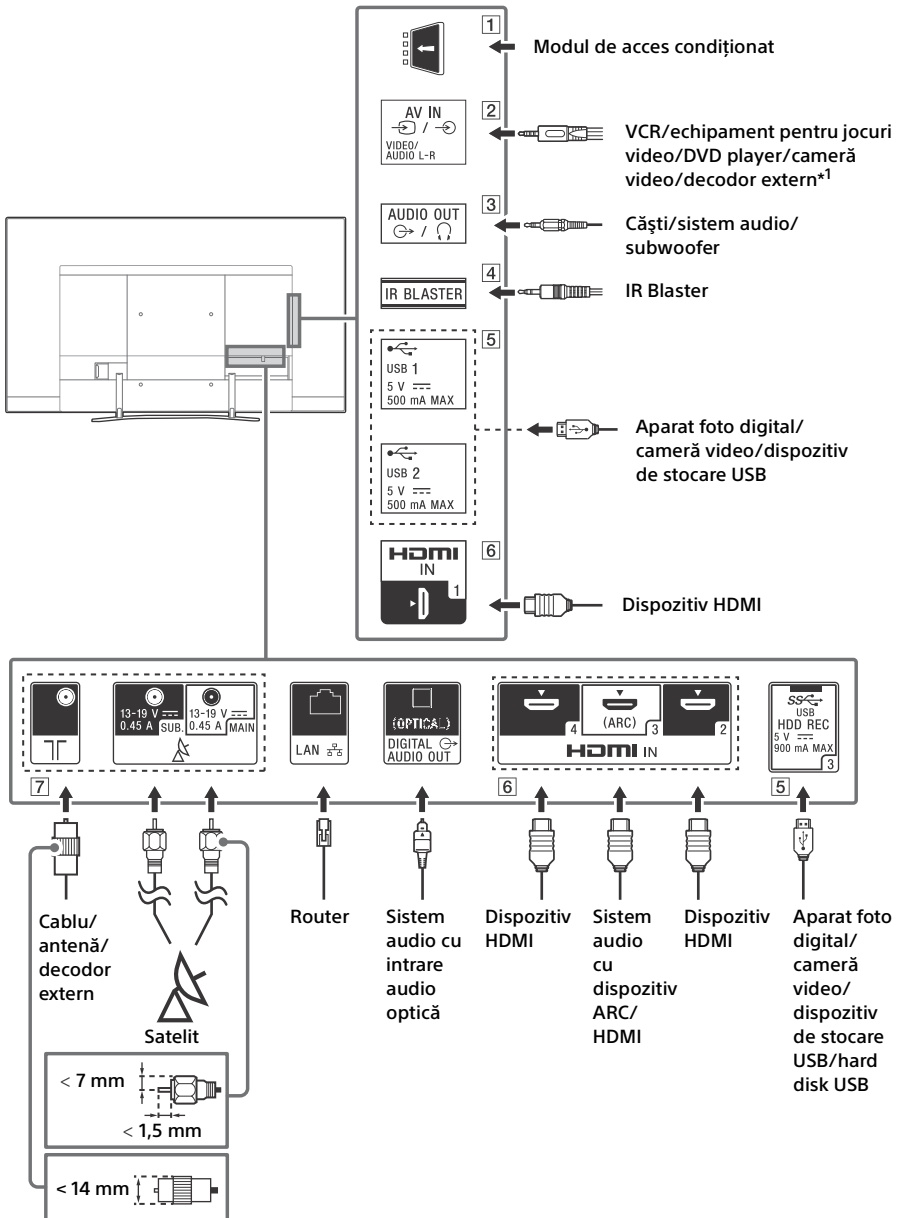 1
Modul de acces condiționat
AV IN
/
VIDEO/
AUDIO L-R
2
VCR/echipament pentru jocuri
video/DVD player/cameră
video/decodor extern*1
AUDIO OUT
/
3
Căşti/sistem audio/
subwoofer
4
IR BLASTER
IR Blaster
5
USB 1
5 V
500 mA MAX
USB 2
5 V
500 mA MAX
Aparat foto digital/
cameră video/dispozitiv
de stocare USB
HDMI
IN
1
6
Dispozitiv HDMI
13-19 V
0.45 A
SUB.
13-19 V
0.45 A
MAIN
LAN
(OPTICAL)
DIGITAL
AUDIO OUT
4
(ARC)
3
2
HDMI IN
SS
USB
HDD REC
5 V
900 mA MAX
3
7
6
5
Cablu/
antenă/
decodor
extern
Satelit
Router
Sistem
audio cu
intrare
audio
optică
Dispozitiv
HDMI
Sistem
audio
cu
dispozitiv
ARC/
HDMI
Dispozitiv
HDMI
Aparat foto
digital/
cameră
video/
dispozitiv
de stocare
USB/hard
disk USB
< 7 mm
< 1,5 mm
< 14 mm